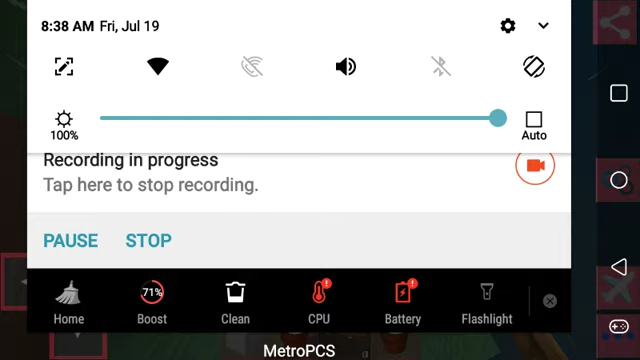 8:38 AM Fri, Jul 19
100%
Auto
Recording in progress
Tap here to stop recording.
PAUSE STOP
71%
Home Boost Clean CPU Battery Flashlight
MetroPCS